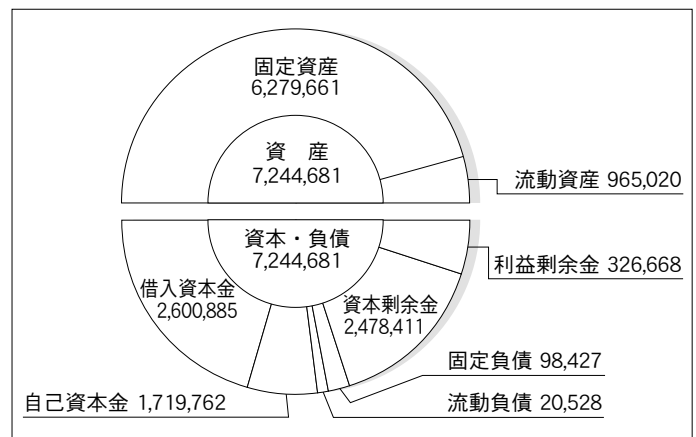 固定資産
6,279,661
資　産
7,244,681
流動資産 965,020
資本・負債
7,244,681
利益剰余金 326,668
借入資本金
2,600,885
資本剰余金
2,478,411
固定負債 98,427
自己資本金 1,719,762
流動負債 20,528